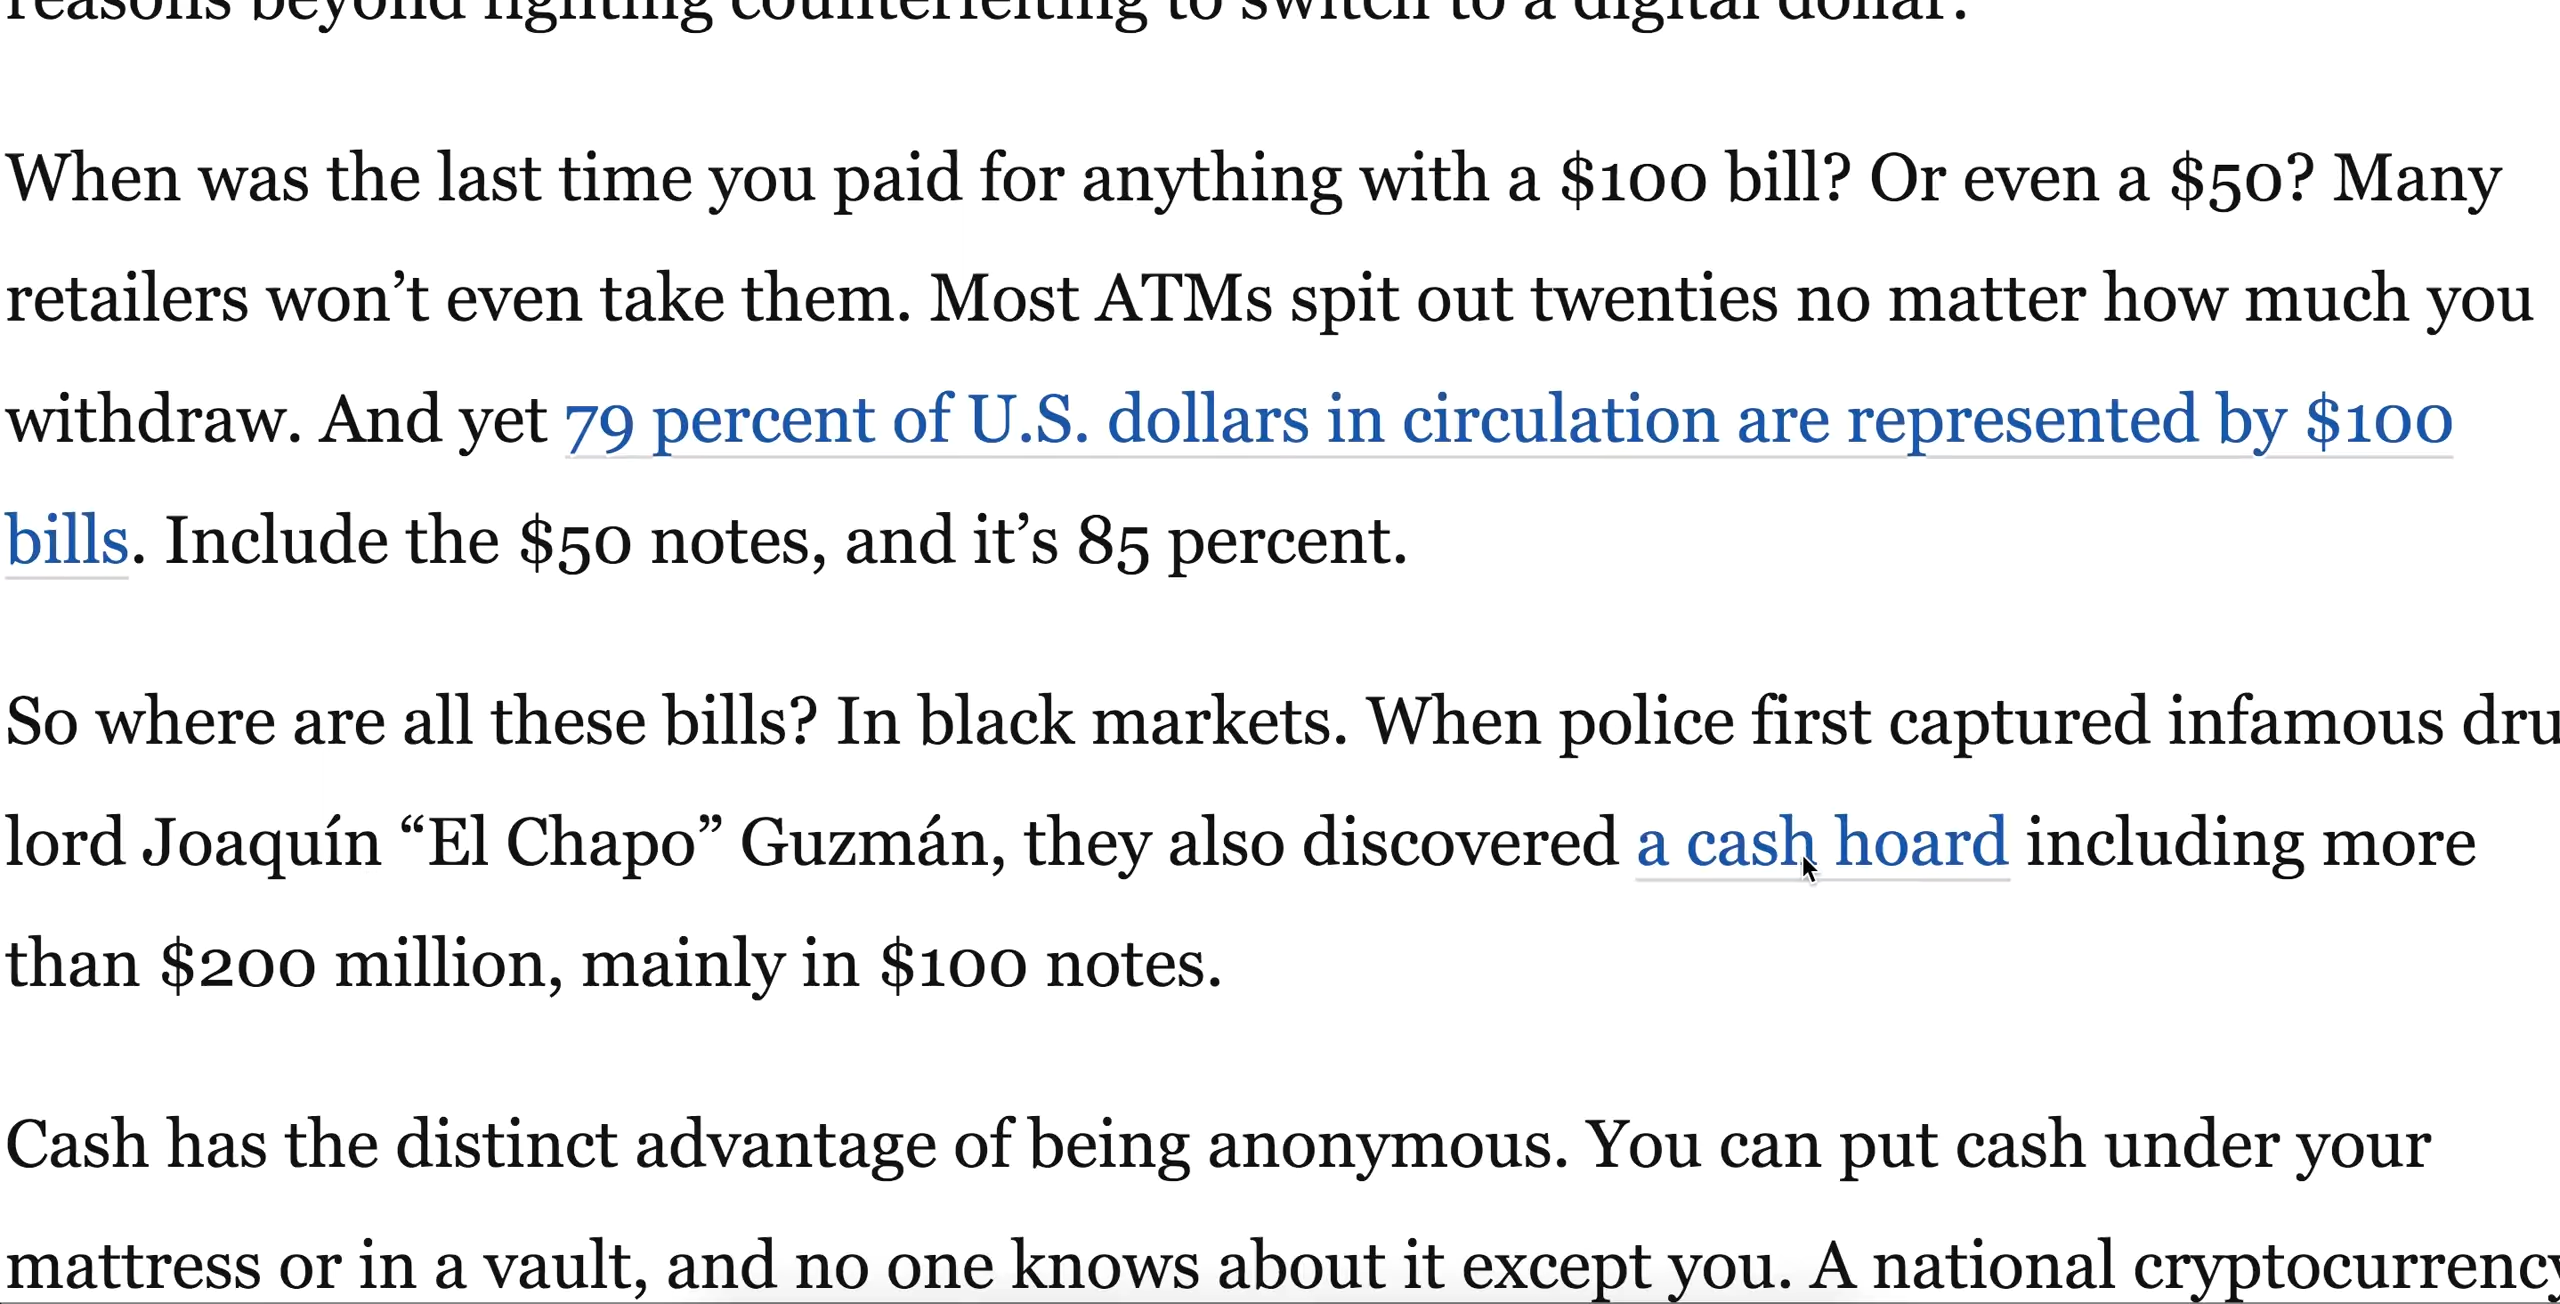 reasons beyond fighting counterfeiting to switch to a digital dollar.
When was the last time you paid for anything with a $100 bill? Or even a $50? Many
retailers won’t even take them. Most ATMs spit out twenties no matter how much you
withdraw. And yet 79 percent of U.S. dollars in circulation are represented by $100
bills. Include the $50 notes, and it’s 85 percent.
So where are all these bills? In black markets. When police first captured infamous dru
lord Joaquín “El Chapo” Guzmán, they also discovered a cash hoard including more
than $200 million, mainly in $100 notes.
Cash has the distinct advantage of being anonymous. You can put cash under your
mattress or in a vault, and no one knows about it except you. A national cryptocurrency